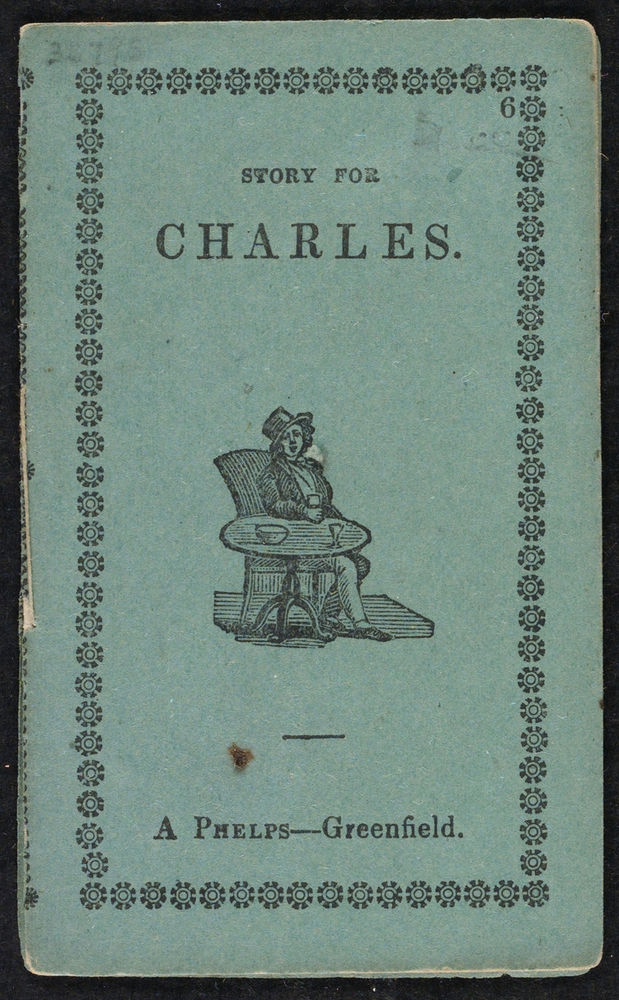 6
STORY FOR
CHARLES.
A PHELPS—Greenfield.